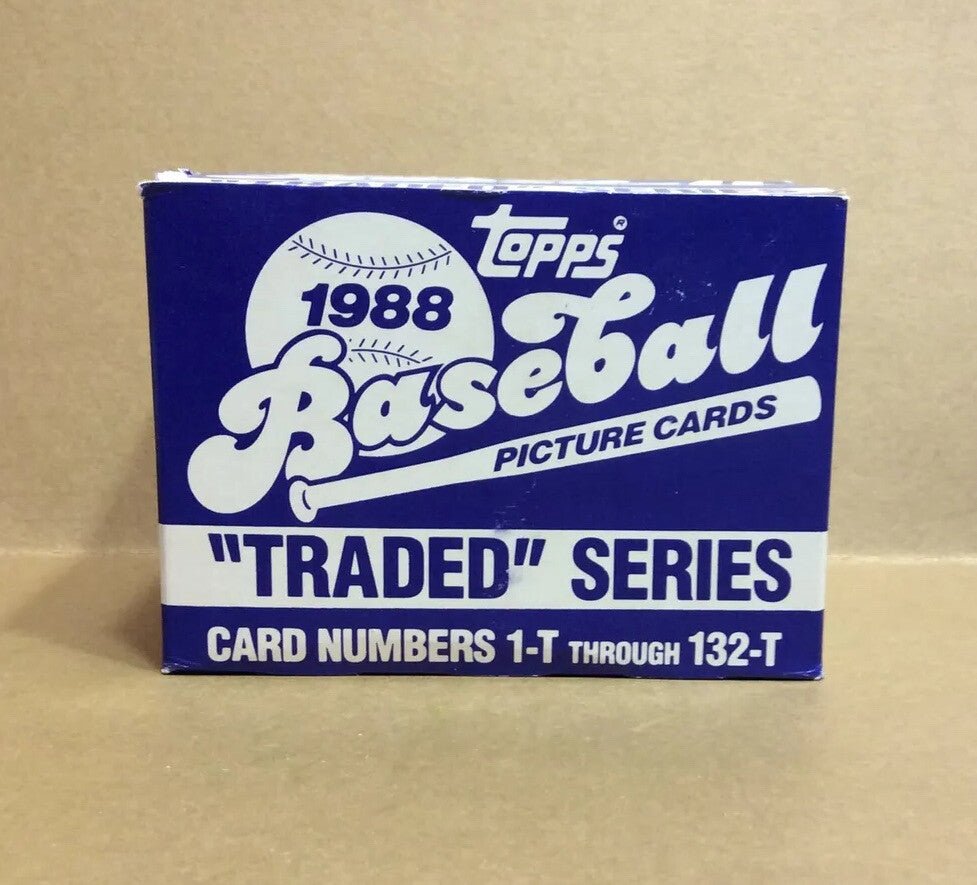 Topps®
1988
Baseball
PICTURE CARDS
"TRADED" SERIES
CARD NUMBERS 1-T THROUGH 132-T